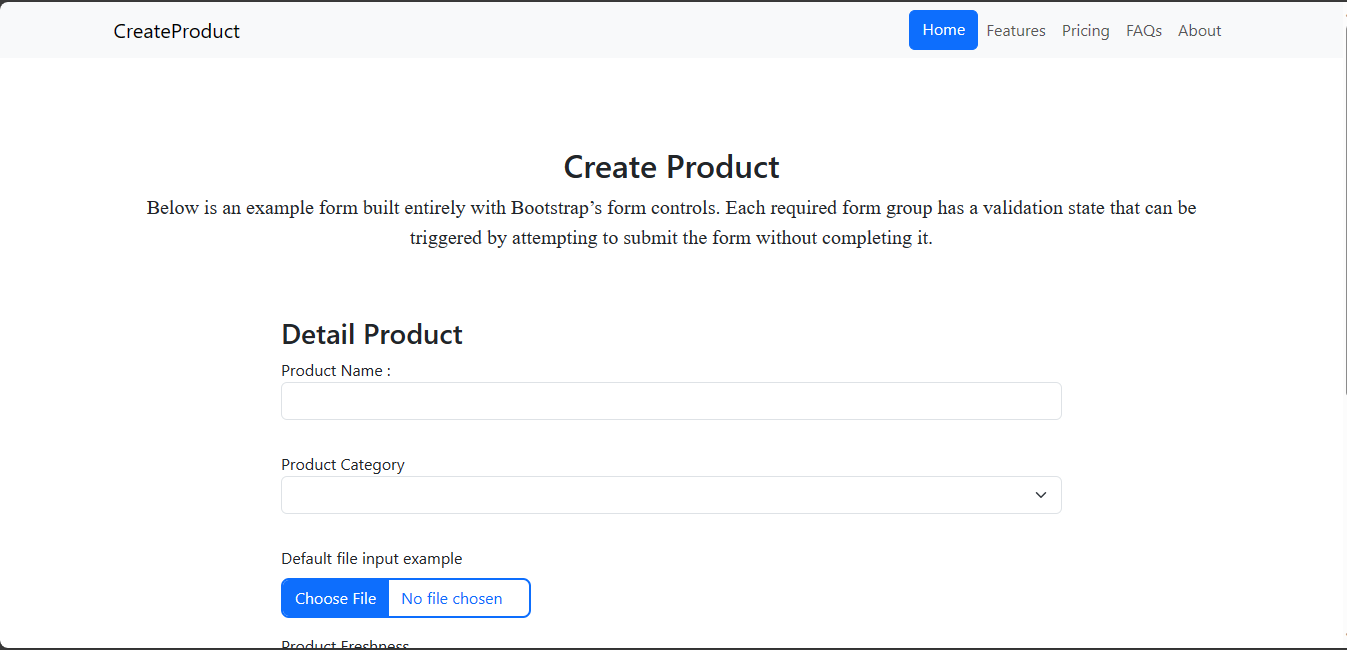 CreateProduct Home Features Pricing FAQs About
Create Product
Below is an example form built entirely with Bootstrap’s form controls. Each required form group has a validation state that can be
triggered by attempting to submit the form without completing it.
Detail Product
Product Name :
Product Category
Default file input example
Choose File No file chosen
Product Freshness